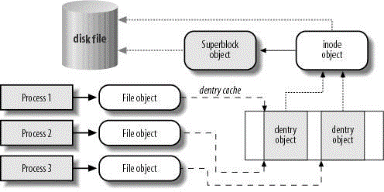 disk file
Superblock
object
inode
object
Process 1
File object
dentry cache
Process 2
File object
dentry
object
dentry
object
Process 3
File object